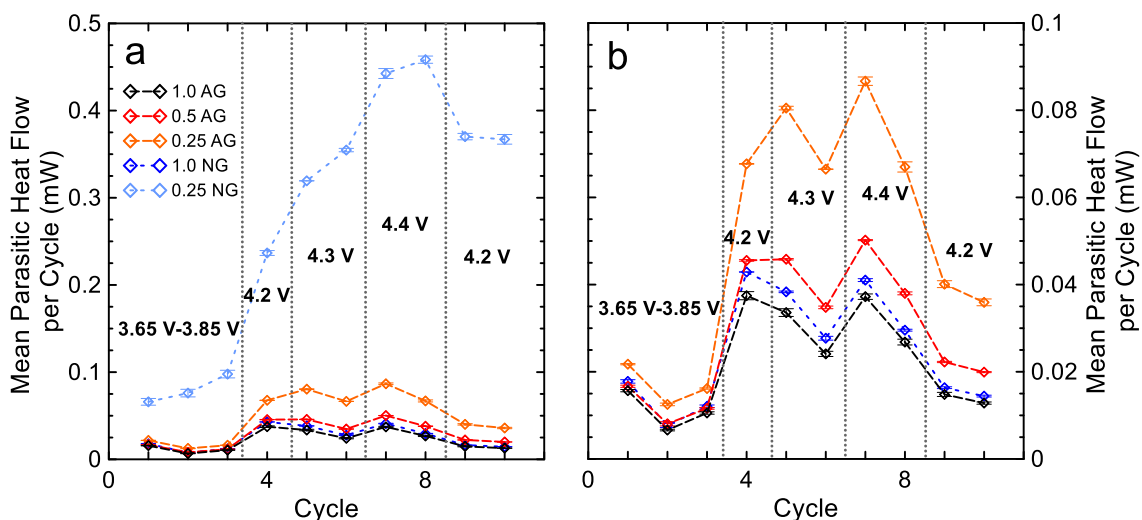 a
Mean Parasitic Heat Flow
per Cycle (mW)
0.5
0.4
0.3
0.2
0.1
0
1.0 AG
0.5 AG
0.25 AG
1.0 NG
0.25 NG
3.65 V-3.85 V
4.2 V
4.3 V
4.4 V
4.2 V
0
4
8
Cycle
b
3.65 V-3.85 V
4.2 V
4.3 V
4.4 V
4.2 V
0
4
8
Cycle
0.1
0.08
0.06
0.04
0.02
0
Mean Parasitic Heat Flow
per Cycle (mW)